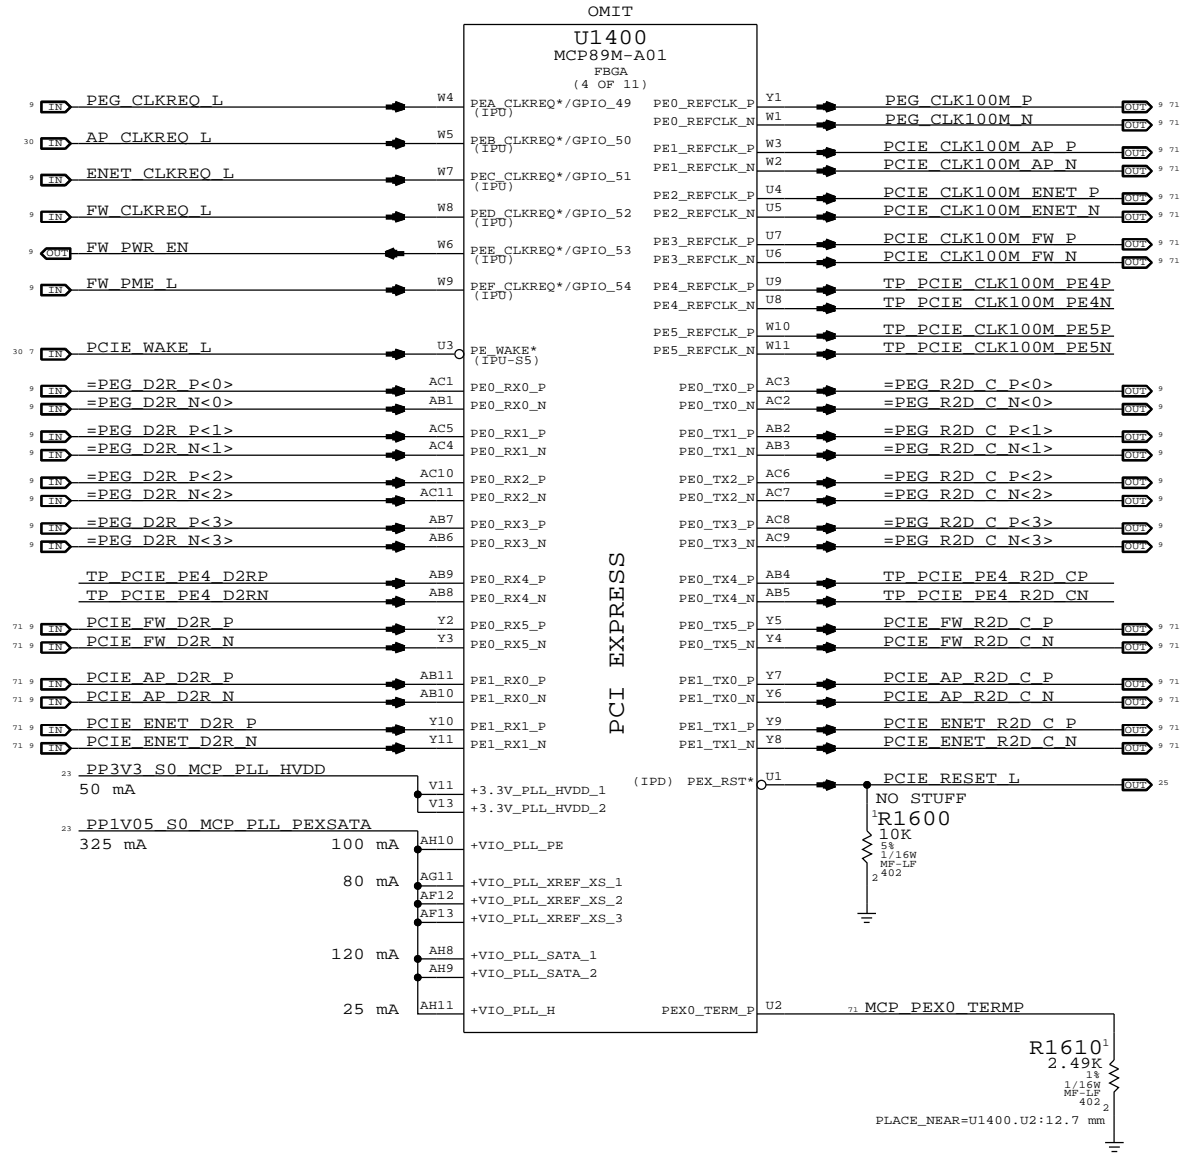 OMIT
U1400
MCP89M-A01
FBGA
(4 OF 11)
9 IN PEG_CLKREQ_L W4 PEA_CLKREQ*/GPIO_49 (IPU)
30 IN AP_CLKREQ_L W5 PEB_CLKREQ*/GPIO_50 (IPU)
9 IN ENET_CLKREQ_L W7 PEC_CLKREQ*/GPIO_51 (IPU)
9 IN FW_CLKREQ_L W8 PED_CLKREQ*/GPIO_52 (IPU)
9 OUT FW_PWR_EN W6 PEE_CLKREQ*/GPIO_53 (IPU)
9 IN FW_PME_L W9 PEF_CLKREQ*/GPIO_54 (IPU)
30 7 IN PCIE_WAKE_L U3 PE_WAKE* (IPU-S5)
PE0_REFCLK_P Y1 PEG_CLK100M_P OUT 9 71
PE0_REFCLK_N W1 PEG_CLK100M_N OUT 9 71
PE1_REFCLK_P W3 PCIE_CLK100M_AP_P OUT 9 71
PE1_REFCLK_N W2 PCIE_CLK100M_AP_N OUT 9 71
PE2_REFCLK_P U4 PCIE_CLK100M_ENET_P OUT 9 71
PE2_REFCLK_N U5 PCIE_CLK100M_ENET_N OUT 9 71
PE3_REFCLK_P U7 PCIE_CLK100M_FW_P OUT 9 71
PE3_REFCLK_N U6 PCIE_CLK100M_FW_N OUT 9 71
PE4_REFCLK_P U9 TP_PCIE_CLK100M_PE4P
PE4_REFCLK_N U8 TP_PCIE_CLK100M_PE4N
PE5_REFCLK_P W10 TP_PCIE_CLK100M_PE5P
PE5_REFCLK_N W11 TP_PCIE_CLK100M_PE5N
9 IN =PEG_D2R_P<0> AC1 PE0_RX0_P PE0_TX0_P AC3 =PEG_R2D_C_P<0> OUT 9
9 IN =PEG_D2R_N<0> AB1 PE0_RX0_N PE0_TX0_N AC2 =PEG_R2D_C_N<0> OUT 9
9 IN =PEG_D2R_P<1> AC5 PE0_RX1_P PE0_TX1_P AB2 =PEG_R2D_C_P<1> OUT 9
9 IN =PEG_D2R_N<1> AC4 PE0_RX1_N PE0_TX1_N AB3 =PEG_R2D_C_N<1> OUT 9
9 IN =PEG_D2R_P<2> AC10 PE0_RX2_P PE0_TX2_P AC6 =PEG_R2D_C_P<2> OUT 9
9 IN =PEG_D2R_N<2> AC11 PE0_RX2_N PE0_TX2_N AC7 =PEG_R2D_C_N<2> OUT 9
9 IN =PEG_D2R_P<3> AB7 PE0_RX3_P PE0_TX3_P AC8 =PEG_R2D_C_P<3> OUT 9
9 IN =PEG_D2R_N<3> AB6 PE0_RX3_N PE0_TX3_N AC9 =PEG_R2D_C_N<3> OUT 9
TP_PCIE_PE4_D2RP AB9 PE0_RX4_P PE0_TX4_P AB4 TP_PCIE_PE4_R2D_CP
TP_PCIE_PE4_D2RN AB8 PE0_RX4_N PE0_TX4_N AB5 TP_PCIE_PE4_R2D_CN
71 9 IN PCIE_FW_D2R_P Y2 PE0_RX5_P PE0_TX5_P Y5 PCIE_FW_R2D_C_P OUT 9 71
71 9 IN PCIE_FW_D2R_N Y3 PE0_RX5_N PE0_TX5_N Y4 PCIE_FW_R2D_C_N OUT 9 71
71 9 IN PCIE_AP_D2R_P AB11 PE1_RX0_P PE1_TX0_P Y7 PCIE_AP_R2D_C_P OUT 9 71
71 9 IN PCIE_AP_D2R_N AB10 PE1_RX0_N PE1_TX0_N Y6 PCIE_AP_R2D_C_N OUT 9 71
71 9 IN PCIE_ENET_D2R_P Y10 PE1_RX1_P PE1_TX1_P Y9 PCIE_ENET_R2D_C_P OUT 9 71
71 9 IN PCIE_ENET_D2R_N Y11 PE1_RX1_N PE1_TX1_N Y8 PCIE_ENET_R2D_C_N OUT 9 71
PCI EXPRESS
23 PP3V3_S0_MCP_PLL_HVDD
50 mA
V11 +3.3V_PLL_HVDD_1
V13 +3.3V_PLL_HVDD_2
(IPD) PEX_RST* U1 PCIE_RESET_L OUT 25
NO STUFF
1 R1600
10K
5%
1/16W
MF-LF
402
2
23 PP1V05_S0_MCP_PLL_PEXSATA
325 mA
100 mA AH10 +VIO_PLL_PE
80 mA AG11 +VIO_PLL_XREF_XS_1
AF12 +VIO_PLL_XREF_XS_2
AF13 +VIO_PLL_XREF_XS_3
120 mA AH8 +VIO_PLL_SATA_1
AH9 +VIO_PLL_SATA_2
25 mA AH11 +VIO_PLL_H
PEX0_TERM_P U2 71 MCP_PEX0_TERMP
R1610 1
2.49K
1%
1/16W
MF-LF
402
2
PLACE_NEAR=U1400.U2:12.7 mm